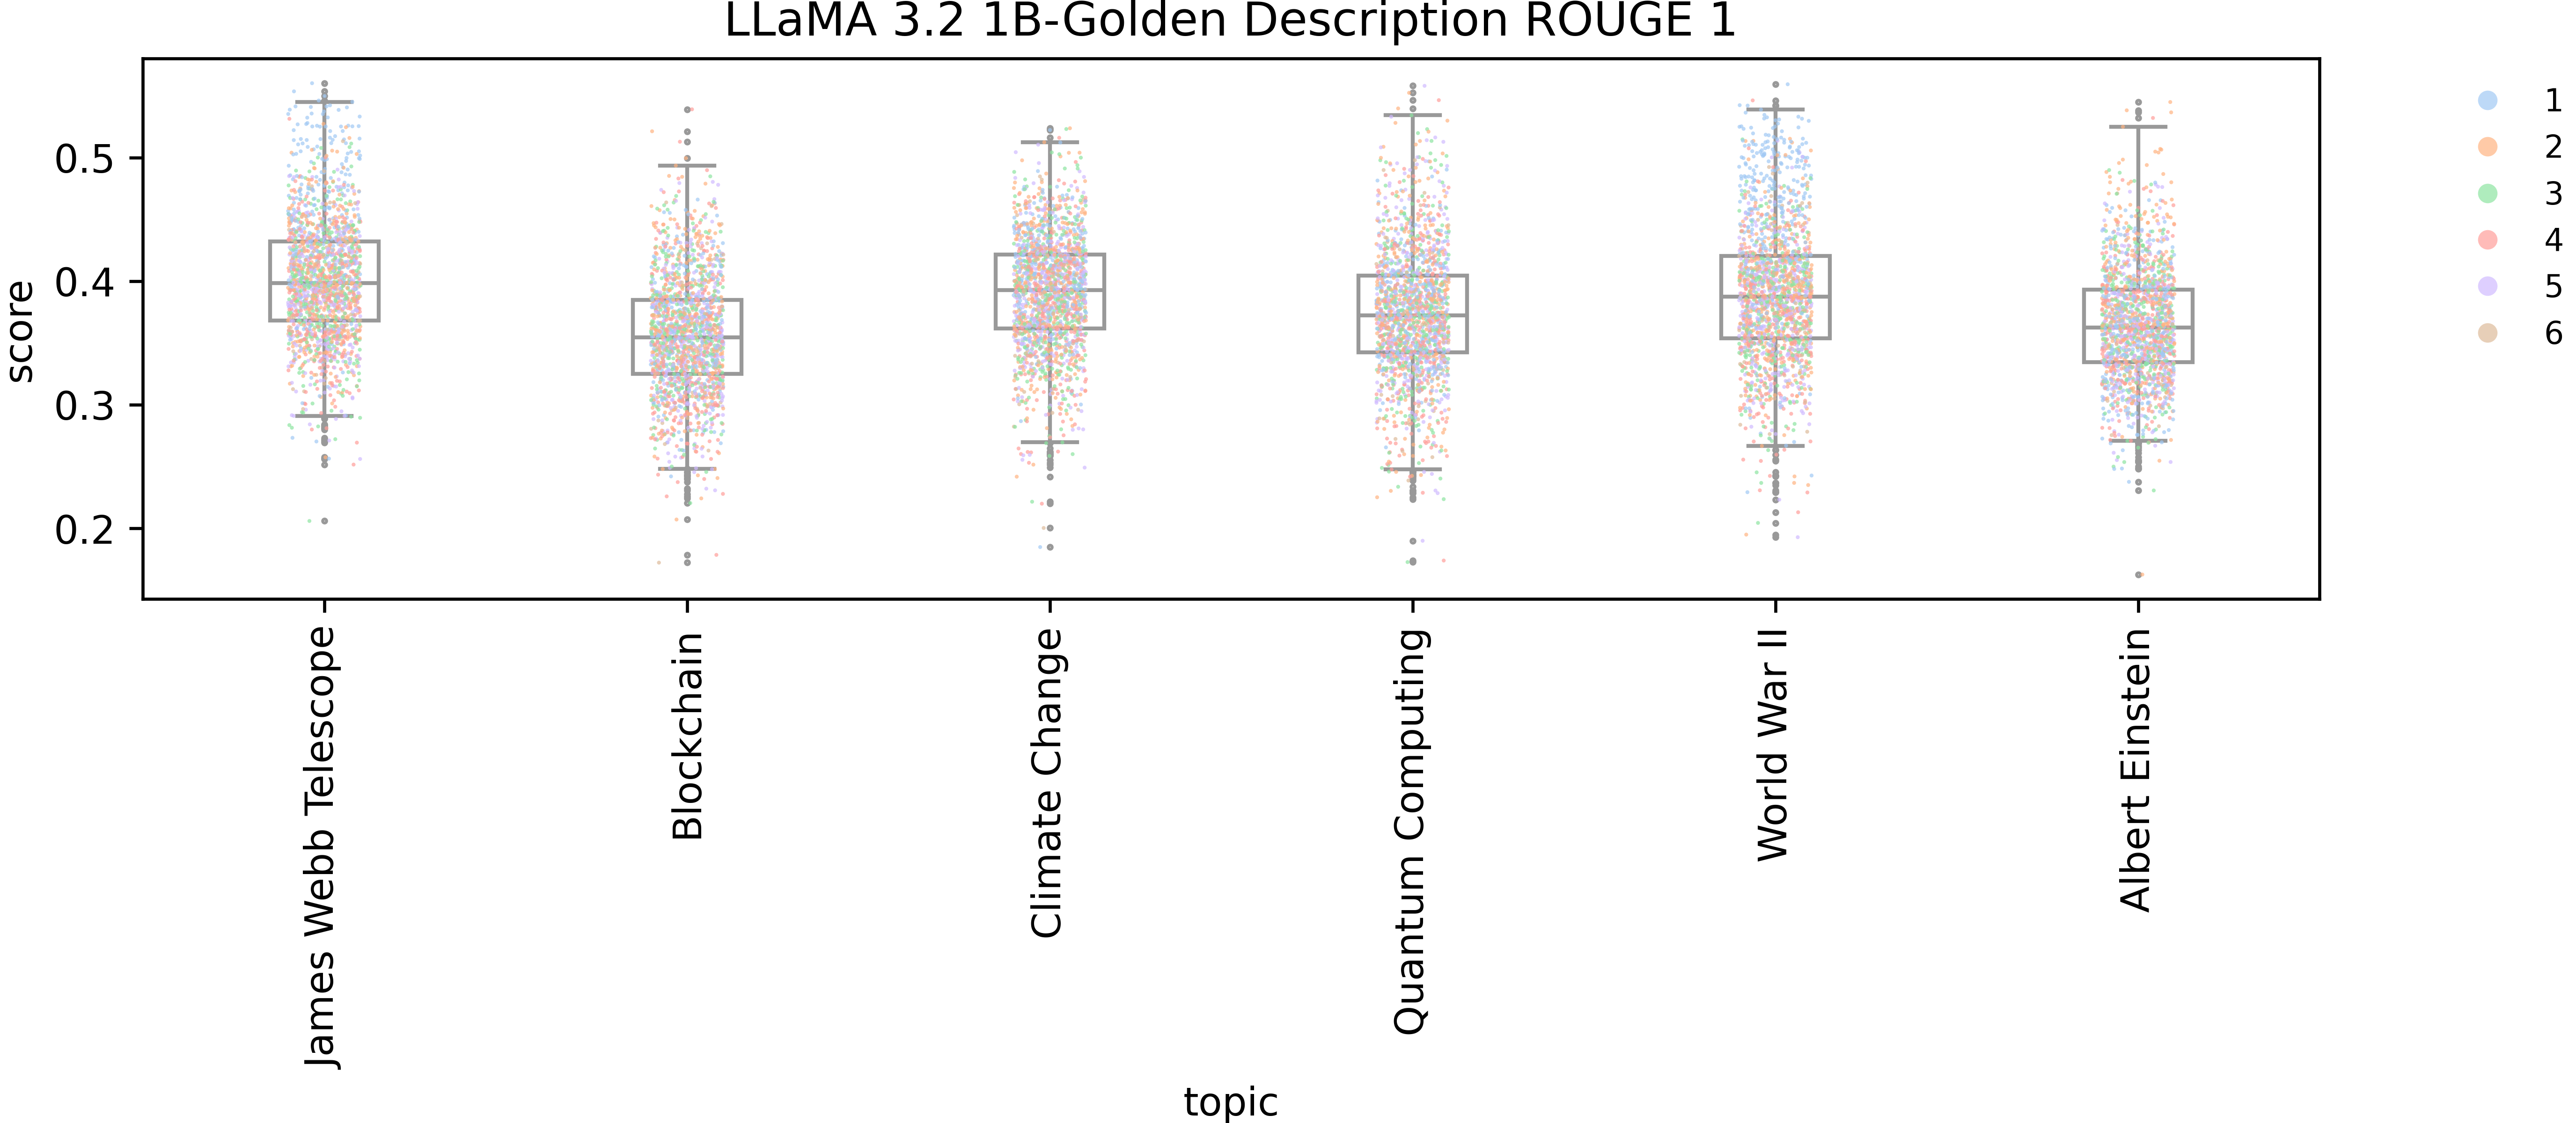 LLaMA 3.2 1B-Golden Description ROUGE 1
score
0.5
0.4
0.3
0.2
James Webb Telescope
Blockchain
Climate Change
Quantum Computing
World War II
Albert Einstein
topic
1
2
3
4
5
6